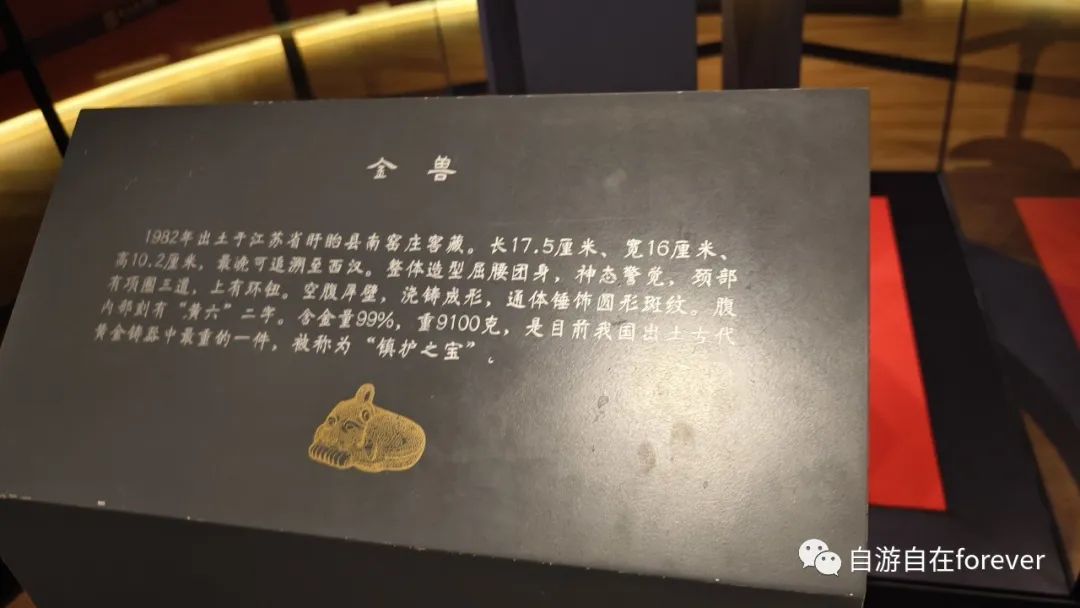 金兽
1982年出土于江苏省盱眙县南窑庄窖藏。长17.5厘米、宽16厘米、
高10.2厘米，最晚可追溯至西汉。整体造型屈腰团身，神态警觉，颈部
有项圈三道，上有环钮。空腹厚壁，浇铸成形，通体锤饰圆形斑纹。腹
内部刻有“黄六”二字。含金量99%，重9100克，是目前我国出土古代
黄金铸器中最重的一件，被称为“镇护之宝”。
自游自在forever